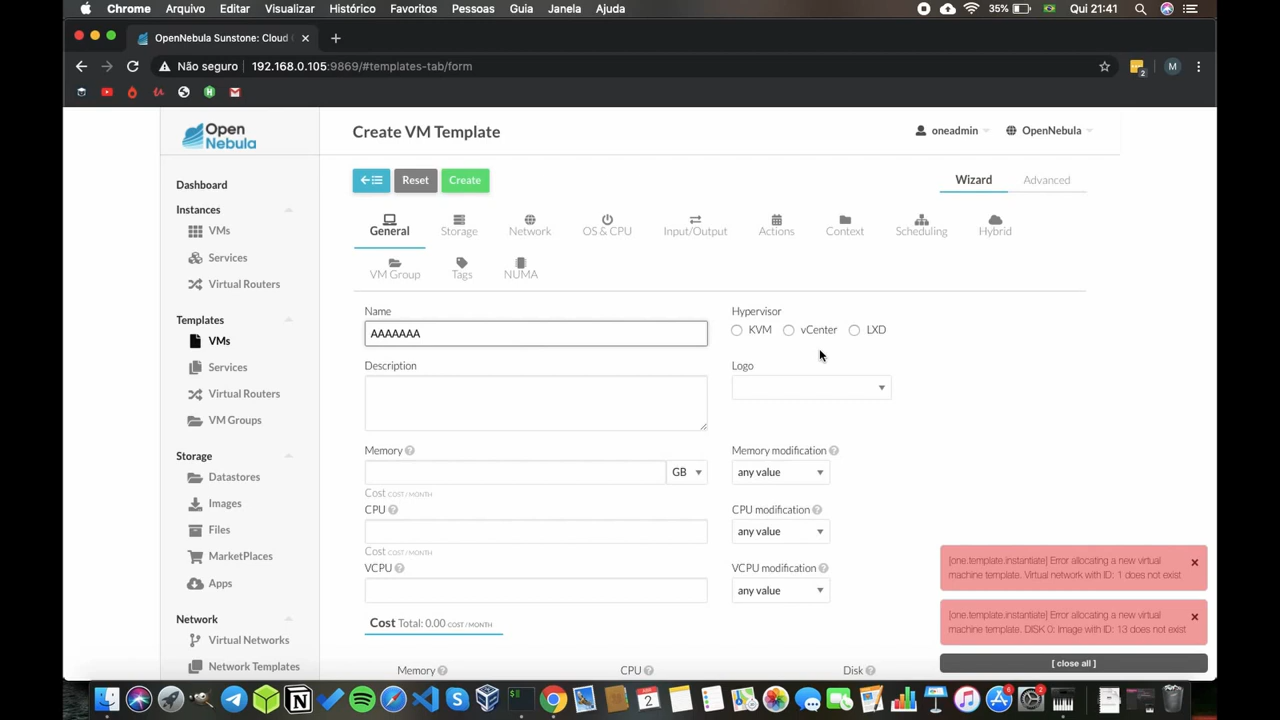 Chrome Arquivo Editar Visualizar Histórico Favoritos Pessoas Guia Janela Ajuda 35% Qui 21:41
OpenNebula Sunstone: Cloud
Não seguro 192.168.0.105:9869/#templates-tab/form 2 M
Open Nebula
Create VM Template
oneadmin OpenNebula
Reset Create Wizard Advanced
Dashboard
Instances
VMs
Services
Virtual Routers
Templates
VMs
Services
Virtual Routers
VM Groups
Storage
Datastores
Images
Files
MarketPlaces
Apps
Network
Virtual Networks
Network Templates
General Storage Network OS & CPU Input/Output Actions Context Scheduling Hybrid
VM Group Tags NUMA
Name Hypervisor
AAAAAAA KVM vCenter LXD
Description Logo
Memory Memory modification
GB any value
Cost COST / MONTH
CPU CPU modification
any value
Cost COST / MONTH
VCPU VCPU modification
any value
Cost Total: 0.00 COST / MONTH
Memory CPU Disk
[one.template.instantiate] Error allocating a new virtual
machine template. Virtual network with ID: 1 does not exist
[one.template.instantiate] Error allocating a new virtual
machine template. DISK 0: Image with ID: 13 does not exist
[ close all ]